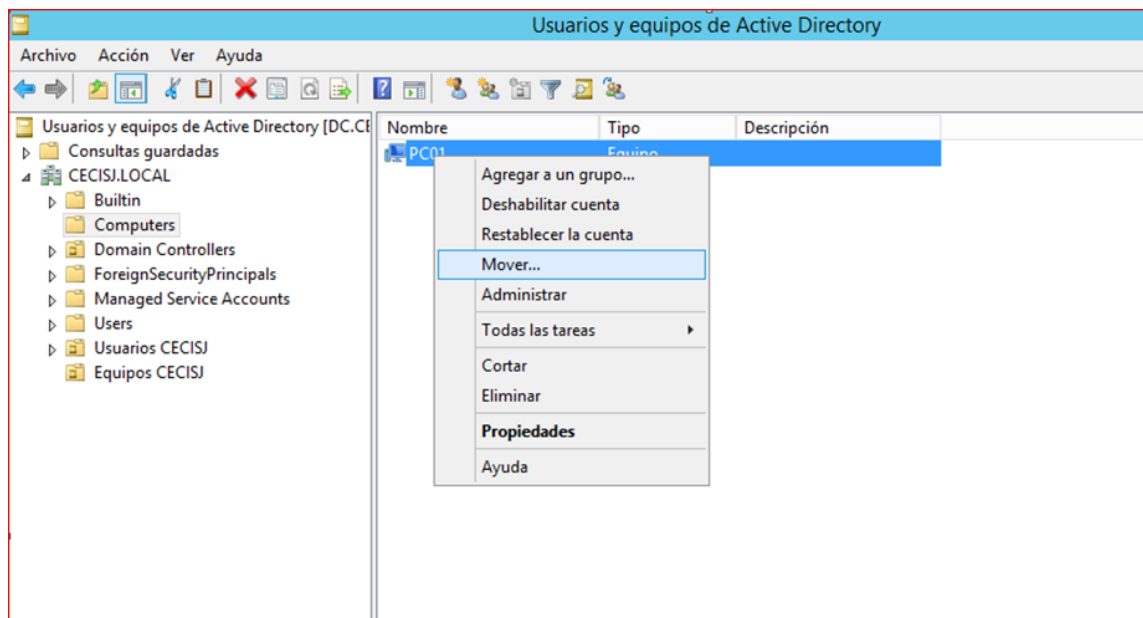 Usuarios y equipos de Active Directory
Archivo Acción Ver Ayuda
Usuarios y equipos de Active Directory [DC.CE
Consultas guardadas
CECISJ.LOCAL
Builtin
Computers
Domain Controllers
ForeignSecurityPrincipals
Managed Service Accounts
Users
Usuarios CECISJ
Equipos CECISJ
Nombre Tipo Descripción
PC01 Equipo
Agregar a un grupo...
Deshabilitar cuenta
Restablecer la cuenta
Mover...
Administrar
Todas las tareas
Cortar
Eliminar
Propiedades
Ayuda